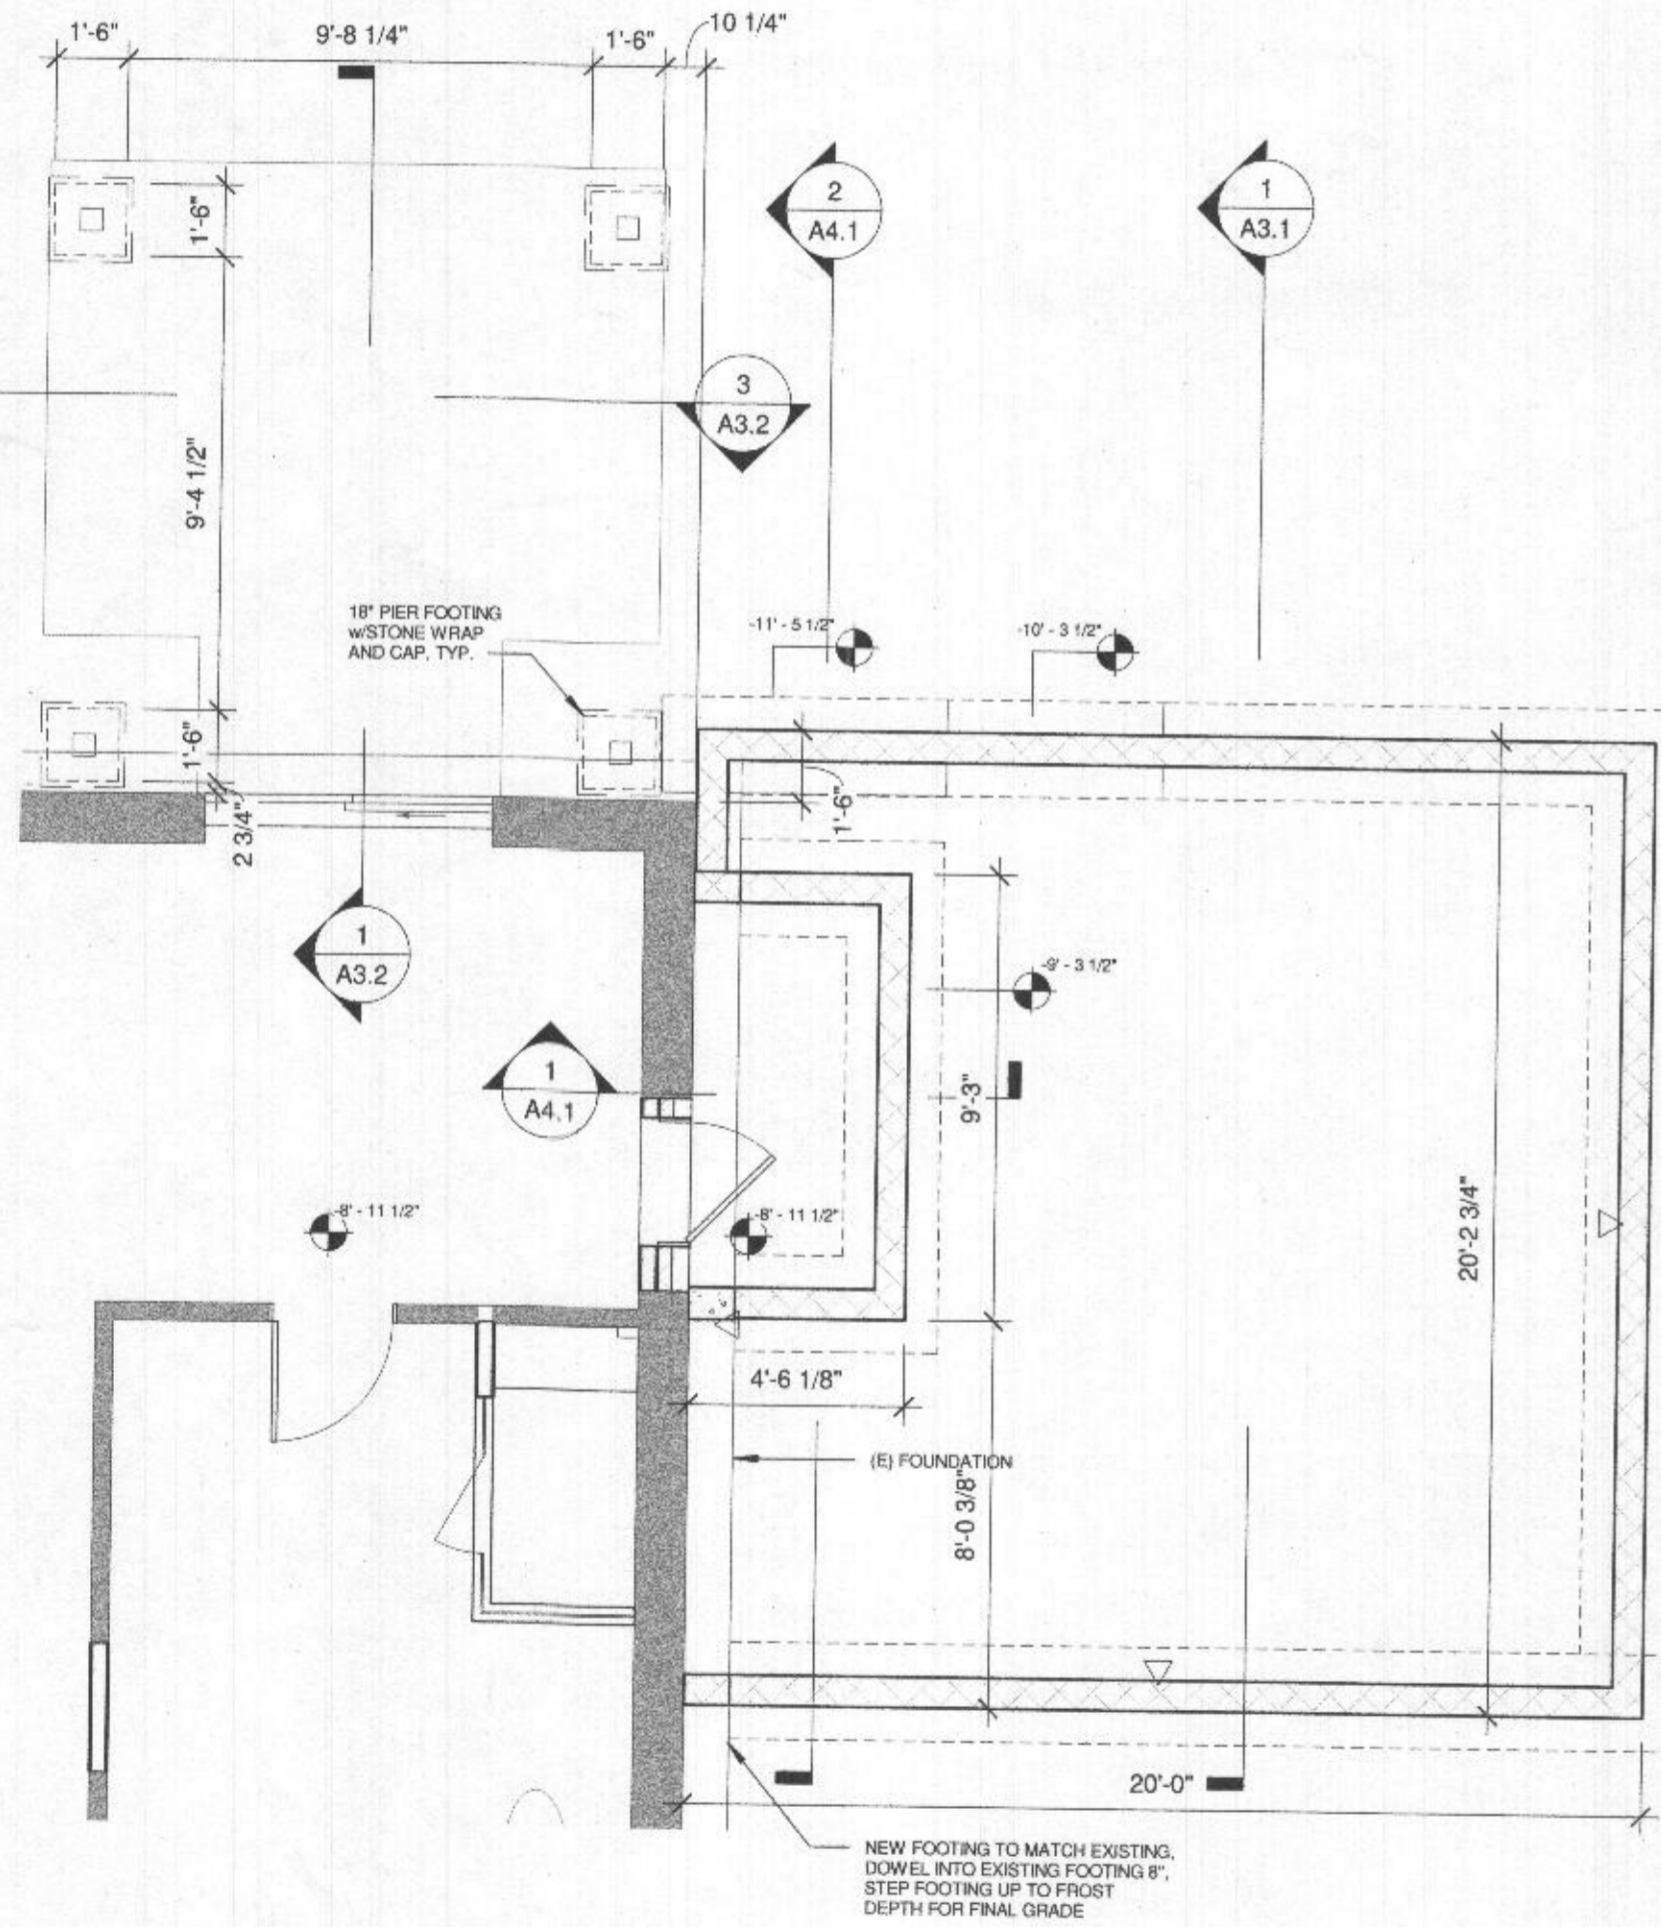 1'-6"
9'-8 1/4"
1'-6"
10 1/4"
1'-6"
2
A4.1
1
A3.1
3
A3.2
9'-4 1/2"
18" PIER FOOTING
w/STONE WRAP
AND CAP, TYP.
-11' - 5 1/2"
-10' - 3 1/2"
1'-6"
2 3/4"
1'-6"
1
A3.2
-9' - 3 1/2"
1
A4.1
9'-3"
-8' - 11 1/2"
-8' - 11 1/2"
20'-2 3/4"
4'-6 1/8"
(E) FOUNDATION
8'-0 3/8"
20'-0"
NEW FOOTING TO MATCH EXISTING,
DOWEL INTO EXISTING FOOTING 8",
STEP FOOTING UP TO FROST
DEPTH FOR FINAL GRADE